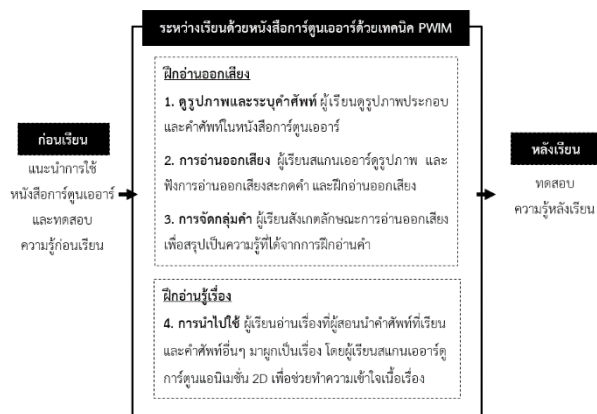 ระหว่างเรียนด้วยหนังสือการ์ตูนเออาร์ด้วยเทคนิค PWIM
ก่อนเรียน
แนะนำการใช้
หนังสือการ์ตูนเออาร์
และทดสอบ
ความรู้ก่อนเรียน
ฝึกอ่านออกเสียง
1. ดูรูปภาพและระบุคำศัพท์ ผู้เรียนดูรูปภาพประกอบ
และคำศัพท์ในหนังสือการ์ตูนเออาร์
2. การอ่านออกเสียง ผู้เรียนสแกนเออาร์ดูรูปภาพ และ
ฟังการอ่านออกเสียงสะกดคำ และฝึกอ่านออกเสียง
3. การจัดกลุ่มคำ ผู้เรียนสังเกตลักษณะการอ่านออกเสียง
เพื่อสรุปเป็นความรู้ที่ได้จากการฝึกอ่านคำ
ฝึกอ่านรู้เรื่อง
4. การนำไปใช้ ผู้เรียนอ่านเรื่องที่ผู้สอนนำคำศัพท์ที่เรียน
และคำศัพท์อื่นๆ มาผูกเป็นเรื่อง โดยผู้เรียนสแกนเออาร์ดู
การ์ตูนแอนิเมชั่น 2D เพื่อช่วยทำความเข้าใจเนื้อเรื่อง
หลังเรียน
ทดสอบ
ความรู้หลังเรียน